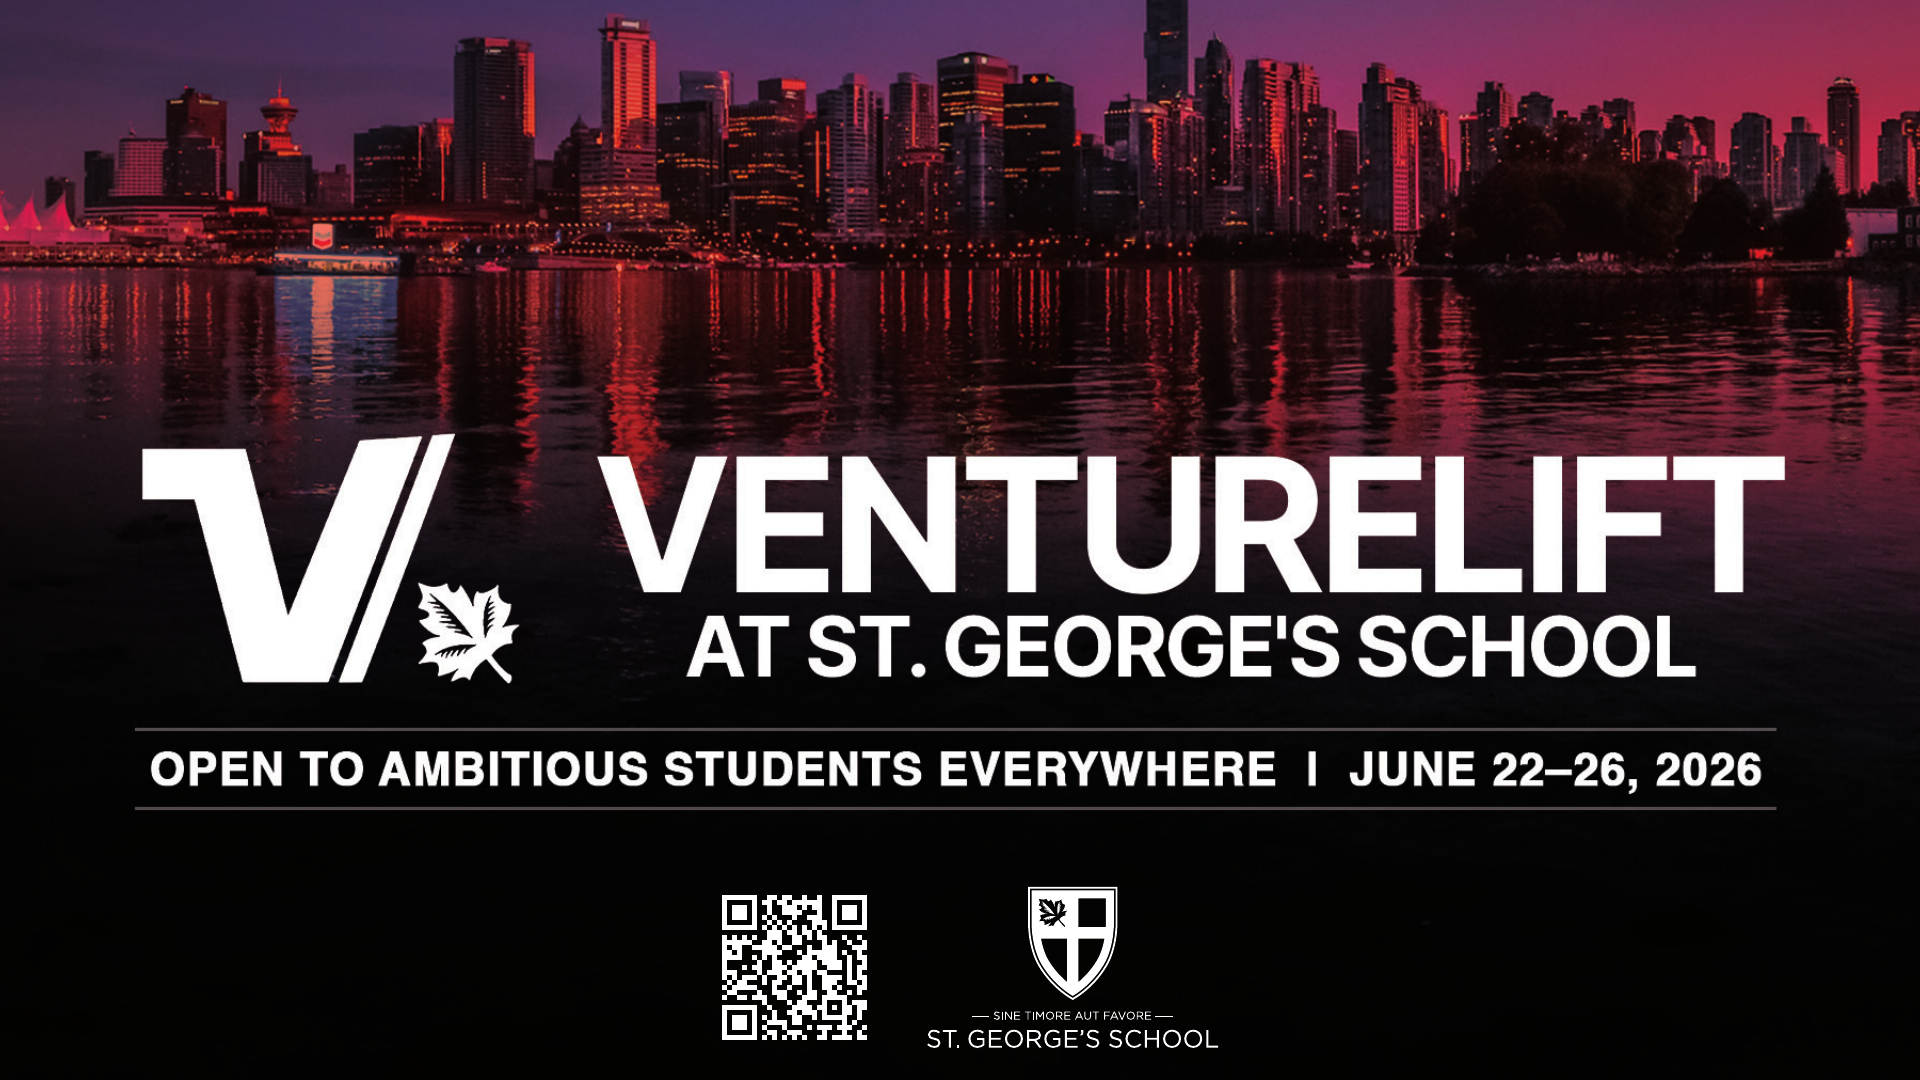 VENTURELIFT
AT ST. GEORGE'S SCHOOL
OPEN TO AMBITIOUS STUDENTS EVERYWHERE | JUNE 22–26, 2026
SINE TIMORE AUT FAVORE
ST. GEORGE'S SCHOOL